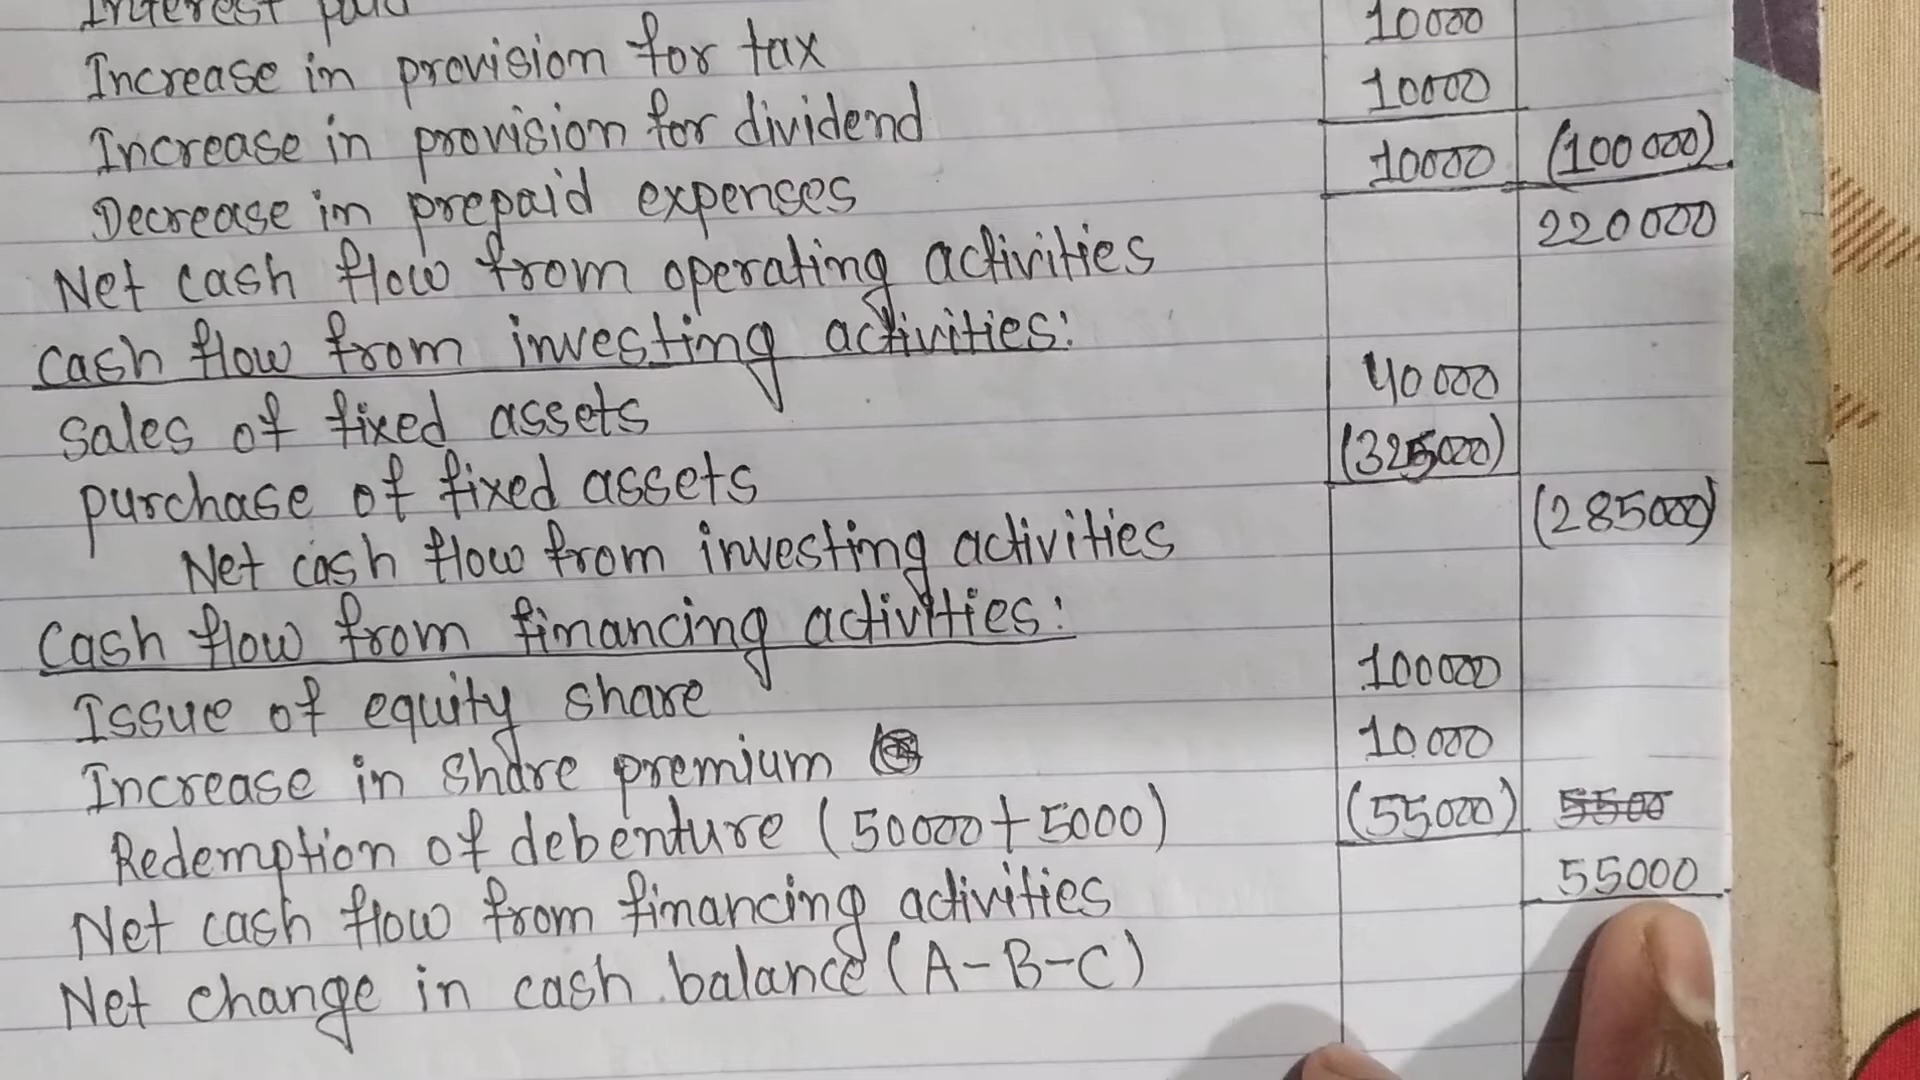 Interest paid
Increase in provision for tax 10000
Increase in provision for dividend 10000
Decrease in prepaid expenses 10000 (100000)
Net cash flow from operating activities 220000
Cash flow from investing activities:
Sales of fixed assets 40000
purchase of fixed assets (325000)
Net cash flow from investing activities (285000)
Cash flow from financing activities:
Issue of equity share 100000
Increase in share premium 10000
Redemption of debenture (50000+5000) (55000) 5500
Net cash flow from financing activities 55000
Net change in cash balance (A-B-C)